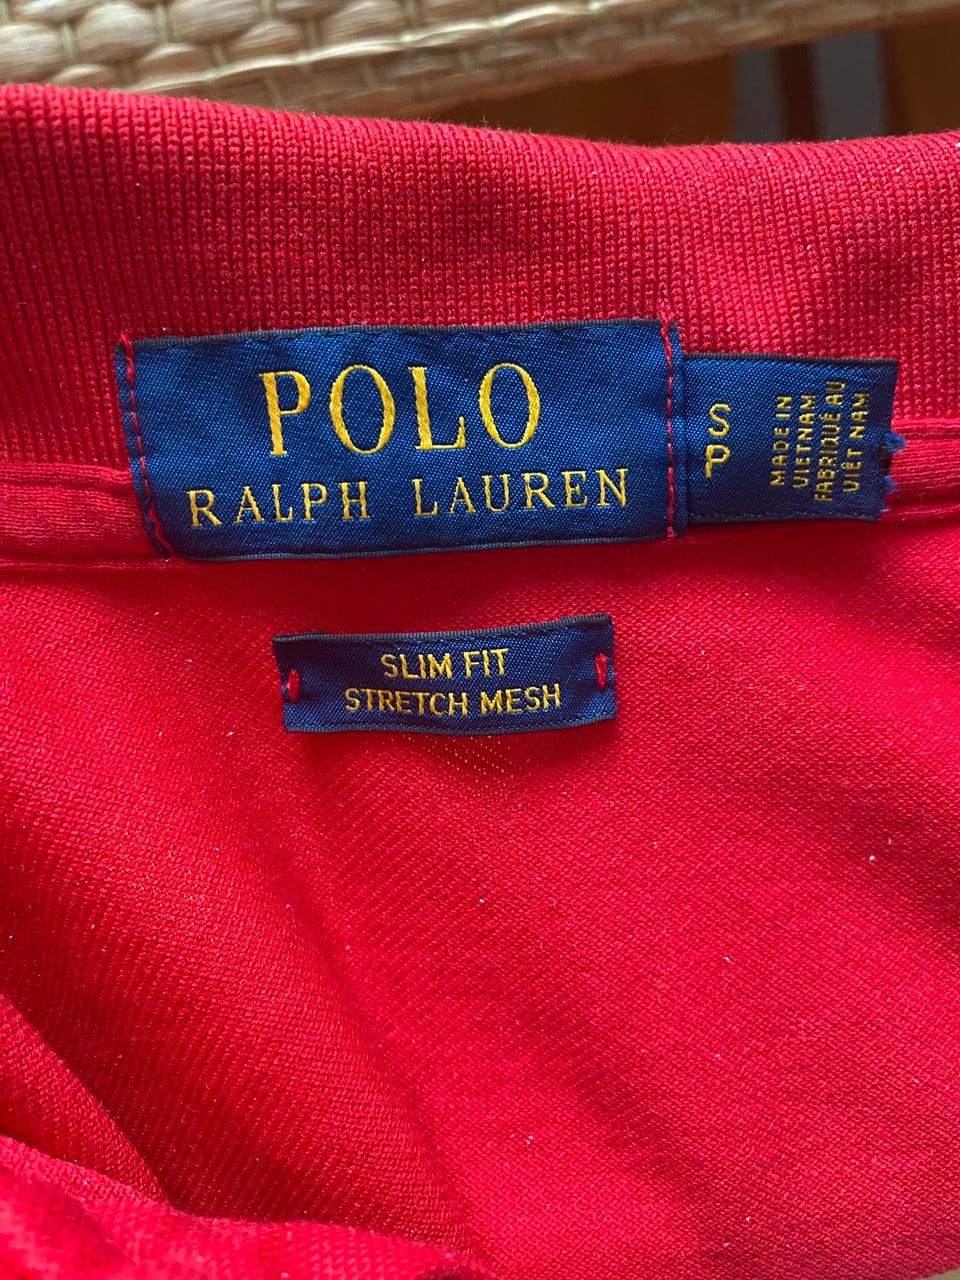 POLO
RALPH LAUREN
S
P
MADE IN
VIETNAM
FABRIQUÉ AU
VIÊT NAM
SLIM FIT
STRETCH MESH